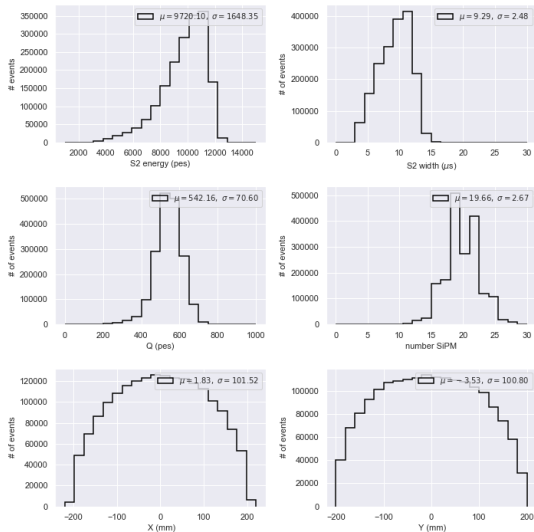 350000
300000
250000
200000
150000
100000
50000
0
# of events
μ=9720.10, σ=1648.35
2000 4000 6000 8000 10000 12000 14000
S2 energy (pes)
400000
300000
200000
100000
0
# of events
μ=9.29, σ=2.48
0 5 10 15 20 25 30
S2 width (μs)
500000
400000
300000
200000
100000
0
# of events
μ=542.16, σ=70.60
0 200 400 600 800 1000
Q (pes)
500000
400000
300000
200000
100000
0
# of events
μ=19.66, σ=2.67
0 5 10 15 20 25 30
number SiPM
120000
100000
80000
60000
40000
20000
0
# of events
μ=1.83, σ=101.52
−200 −100 0 100 200
X (mm)
100000
80000
60000
40000
20000
0
# of events
μ=−3.53, σ=100.80
−200 −100 0 100 200
Y (mm)